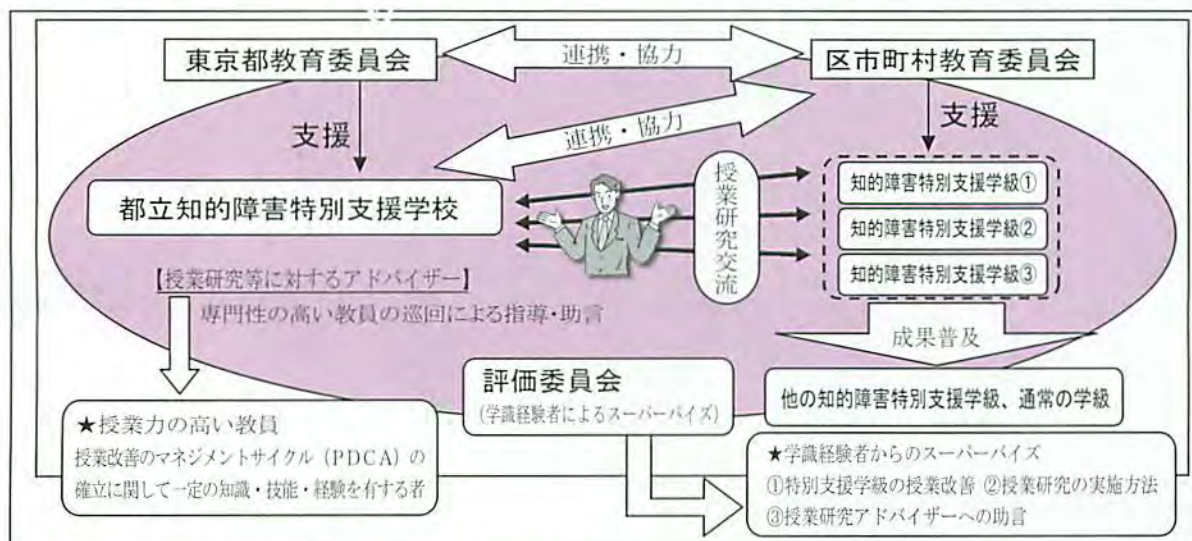 東京都教育委員会
連携・協力
区市町村教育委員会
支援
連携・協力
支援
都立知的障害特別支援学校
授業研究交流
知的障害特別支援学級①
知的障害特別支援学級②
知的障害特別支援学級③
【授業研究等に対するアドバイザー】
専門性の高い教員の巡回による指導・助言
成果普及
評価委員会
(学識経験者によるスーパーバイズ)
他の知的障害特別支援学級、通常の学級
★授業力の高い教員
授業改善のマネジメントサイクル（PDCA）の
確立に関して一定の知識・技能・経験を有する者
★学識経験者からのスーパーバイズ
①特別支援学級の授業改善 ②授業研究の実施方法
③授業研究アドバイザーへの助言